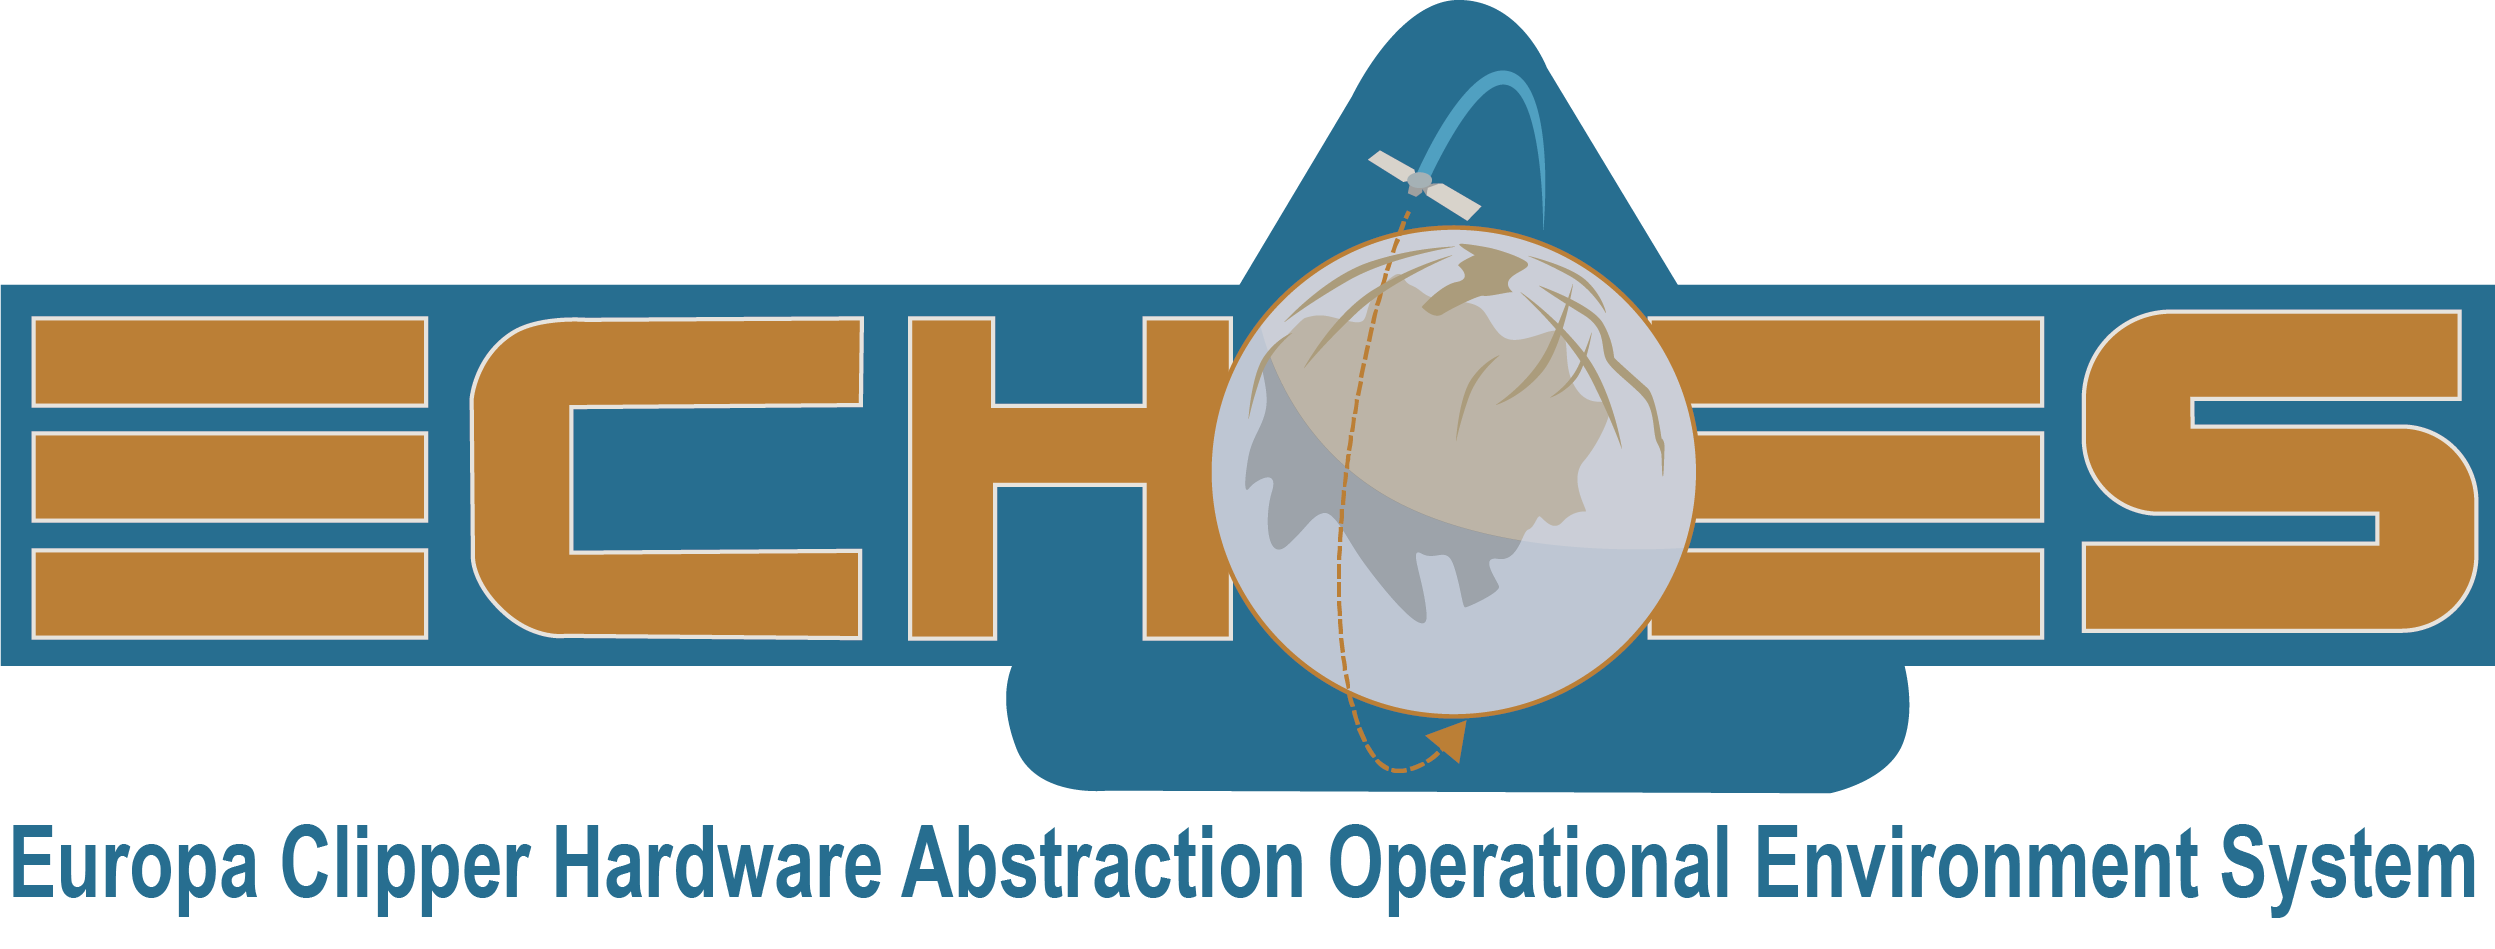 ECHOES
Europa Clipper Hardware Abstraction Operational Environment System